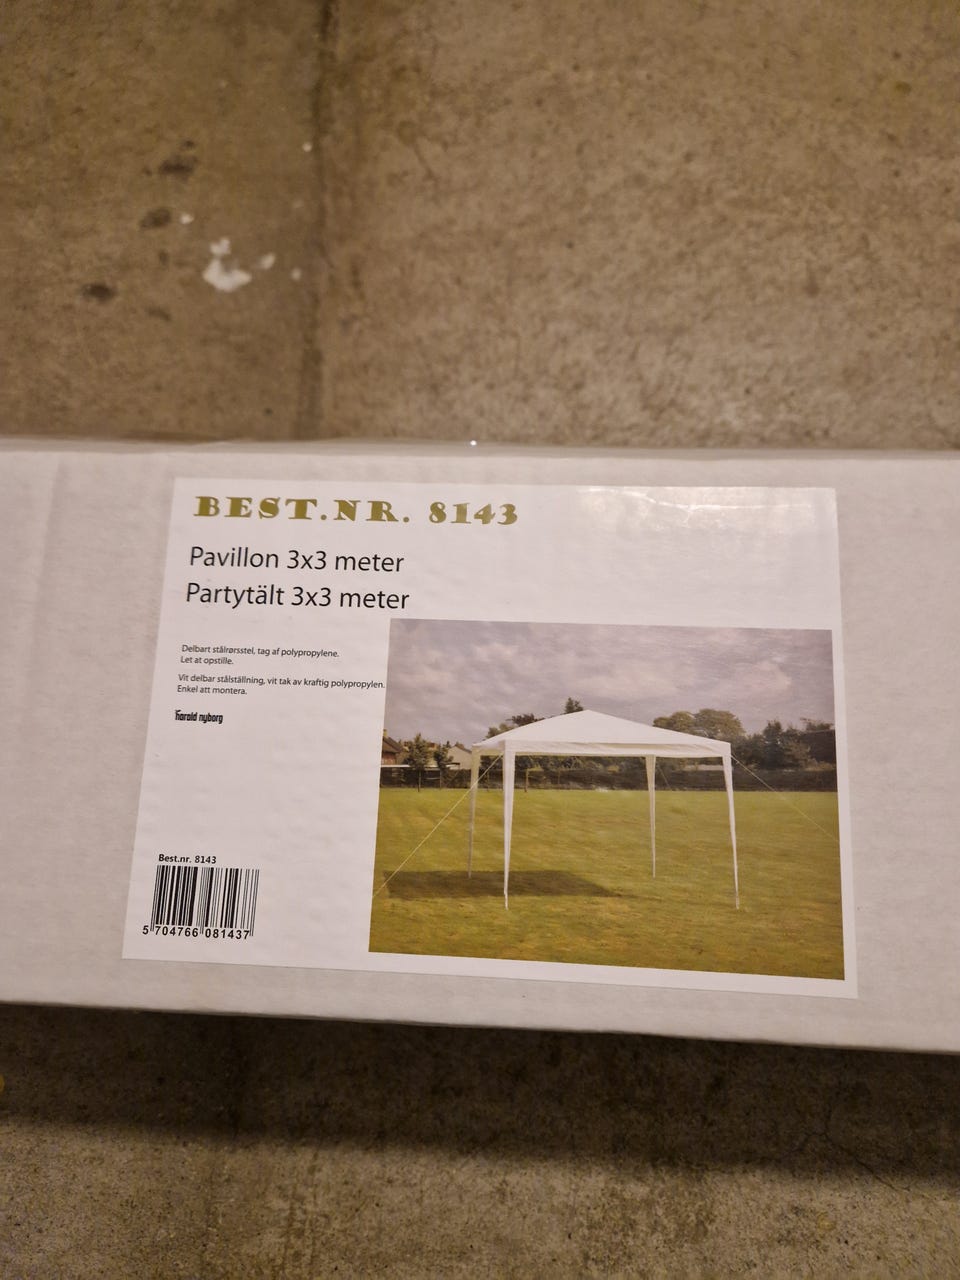 BEST.NR. 8143
Pavillon 3x3 meter
Partytält 3x3 meter
Delbart stålrørsstel, tag af polypropylene.
Let at opstille.
Vit delbar stålställning, vit tak av kraftig polypropylen.
Enkel att montera.
harald nyborg
Best.nr. 8143
5 704766 081437